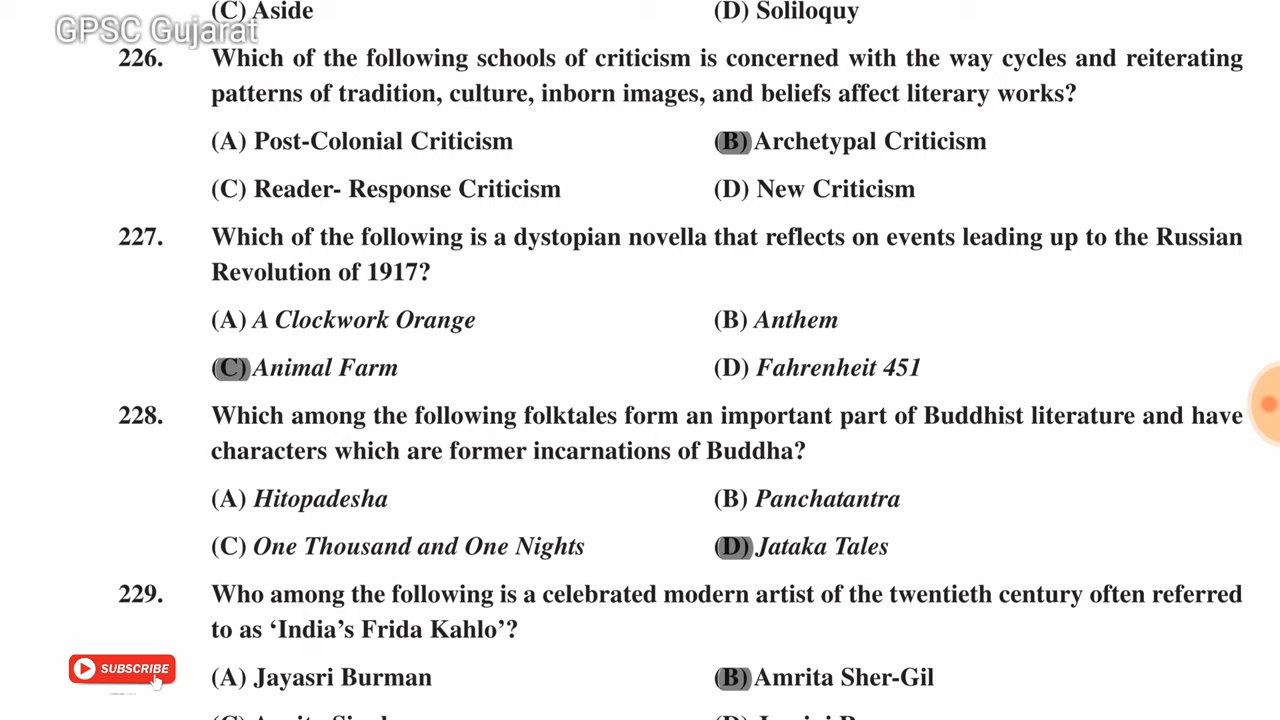 (C) Aside (D) Soliloquy
GPSC Gujarat
226. Which of the following schools of criticism is concerned with the way cycles and reiterating
patterns of tradition, culture, inborn images, and beliefs affect literary works?
(A) Post-Colonial Criticism (B) Archetypal Criticism
(C) Reader- Response Criticism (D) New Criticism
227. Which of the following is a dystopian novella that reflects on events leading up to the Russian
Revolution of 1917?
(A) A Clockwork Orange (B) Anthem
(C) Animal Farm (D) Fahrenheit 451
228. Which among the following folktales form an important part of Buddhist literature and have
characters which are former incarnations of Buddha?
(A) Hitopadesha (B) Panchatantra
(C) One Thousand and One Nights (D) Jataka Tales
229. Who among the following is a celebrated modern artist of the twentieth century often referred
to as ‘India’s Frida Kahlo’?
SUBSCRIBE
(A) Jayasri Burman (B) Amrita Sher-Gil